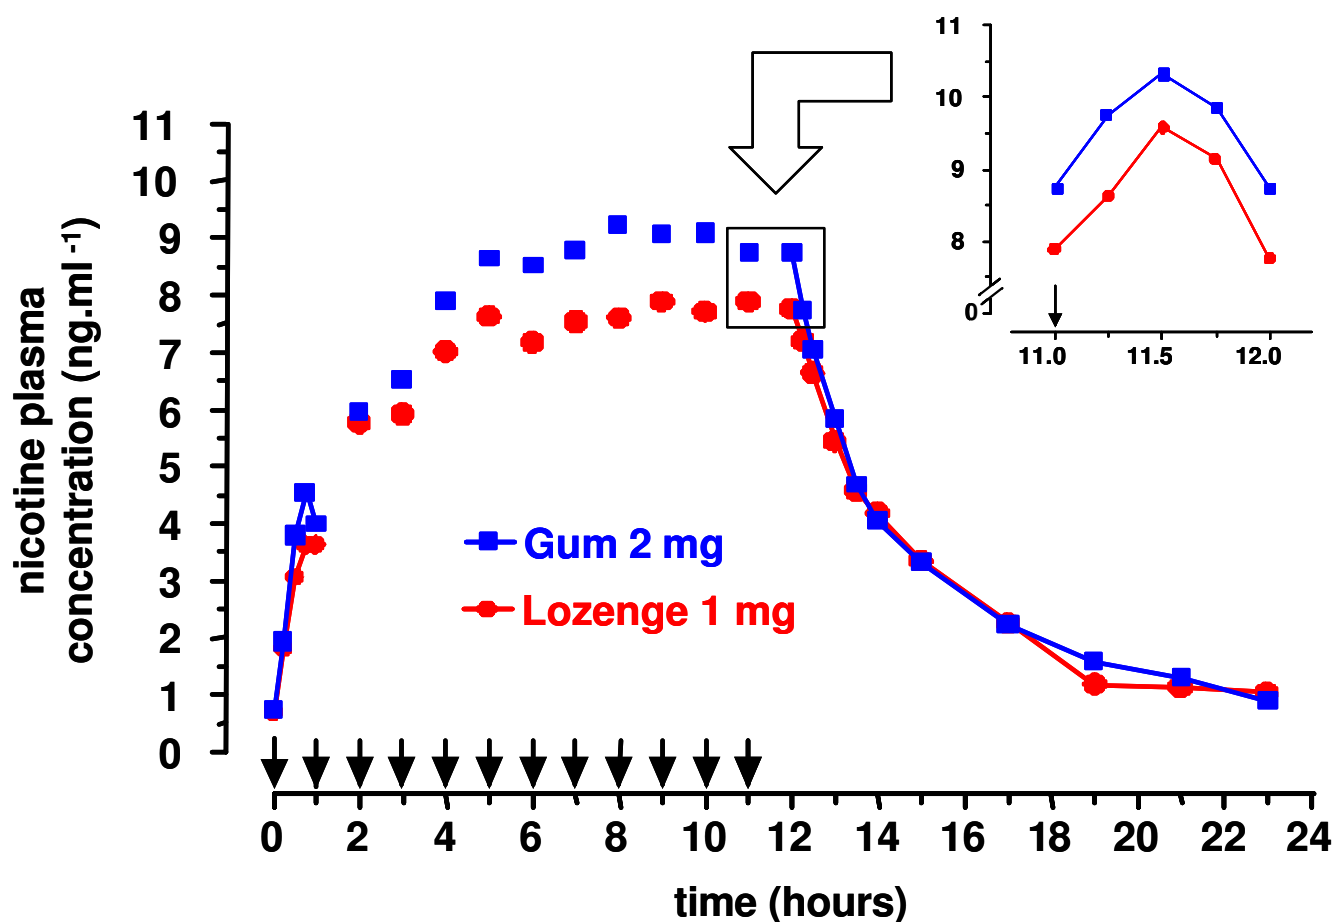 11
10
9
8
7
6
5
4
3
2
1
0
nicotine plasma
concentration (ng.ml⁻¹)
Gum 2 mg
Lozenge 1 mg
0 2 4 6 8 10 12 14 16 18 20 22 24
time (hours)
11
10
9
8
0
11.0 11.5 12.0